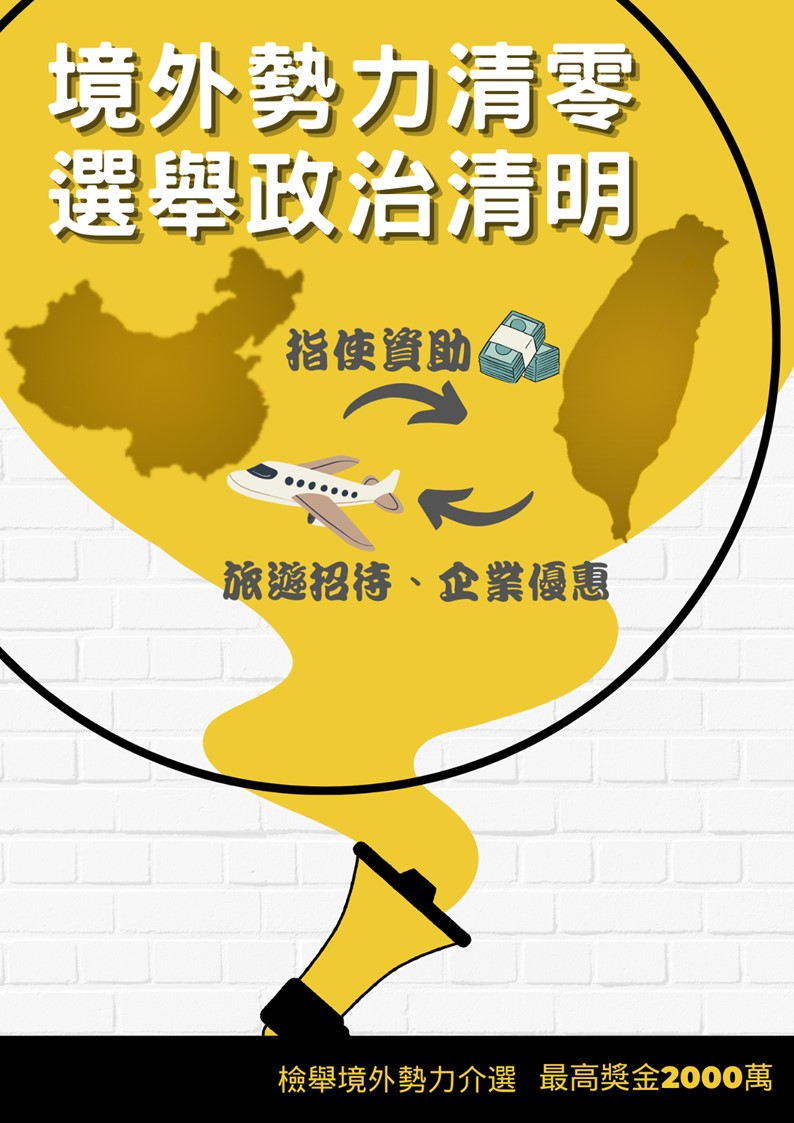 境外勢力清零
選舉政治清明
指使資助
旅遊招待、企業優惠
檢舉境外勢力介選 最高獎金2000萬